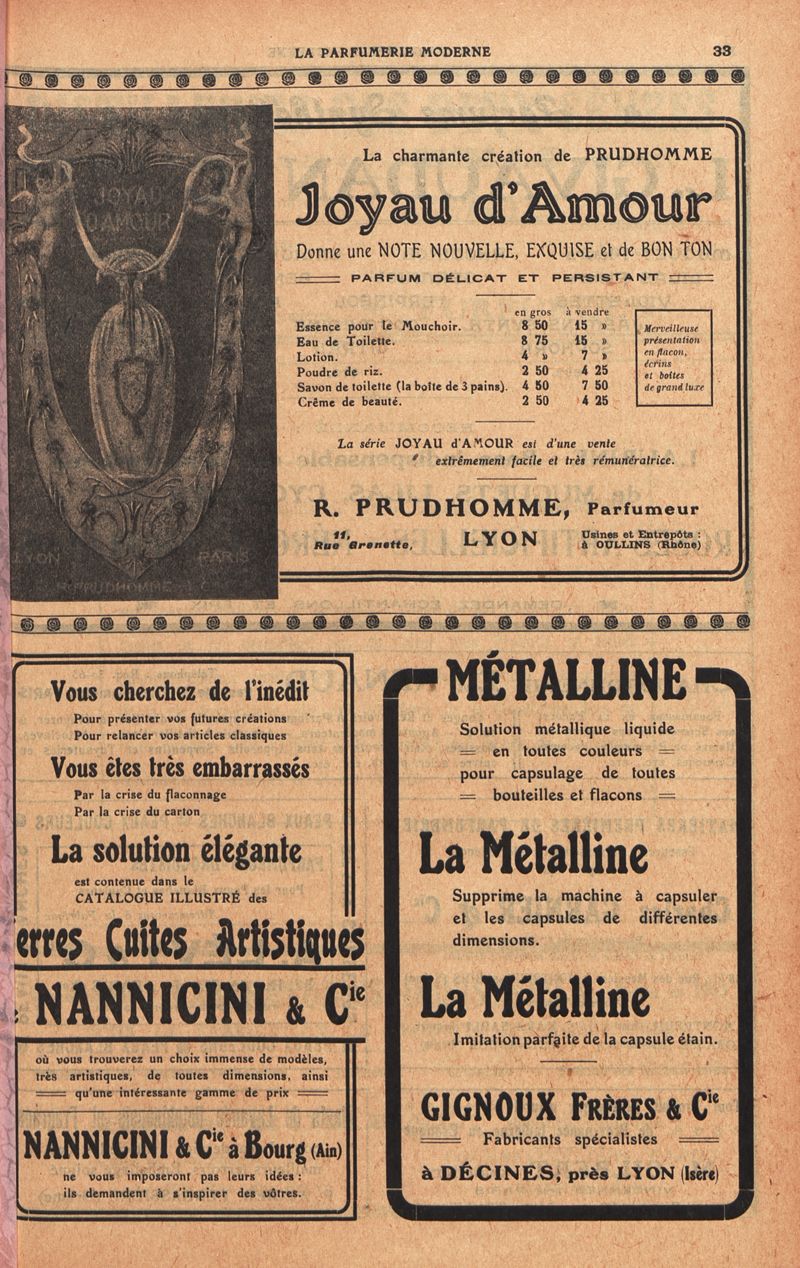 LA PARFUMERIE MODERNE 33
JOYAU
D'AMOUR
LYON PARIS
R. PRUDHOMME
La charmante création de PRUDHOMME
Joyau d'Amour
Donne une NOTE NOUVELLE, EXQUISE et de BON TON
PARFUM DÉLICAT ET PERSISTANT
en gros à vendre
Essence pour le Mouchoir. 8 50 15 »
Eau de Toilette. 8 75 15 »
Lotion. 4 » 7 »
Poudre de riz. 2 50 4 25
Savon de toilette (la boîte de 3 pains). 4 50 7 50
Crême de beauté. 2 50 4 25
Merveilleuse
présentation
en flacon,
écrins
et boîtes
de grand luxe
La série JOYAU d'AMOUR est d'une vente
extrêmement facile et très rémunératrice.
R. PRUDHOMME, Parfumeur
11,
Rue Grenette, LYON
Usines et Entrepôts :
à OULLINS (Rhône)
Vous cherchez de l'inédit
Pour présenter vos futures créations
Pour relancer vos articles classiques
Vous êtes très embarrassés
Par la crise du flaconnage
Par la crise du carton
La solution élégante
est contenue dans le
CATALOGUE ILLUSTRÉ des
erres Cuites Artistiques
NANNICINI & Cie
où vous trouverez un choix immense de modèles,
très artistiques, de toutes dimensions, ainsi
qu'une intéressante gamme de prix
NANNICINI & Cie à Bourg (Ain)
ne vous imposeront pas leurs idées :
ils demandent à s'inspirer des vôtres.
MÉTALLINE
Solution métallique liquide
en toutes couleurs
pour capsulage de toutes
bouteilles et flacons
La Métalline
Supprime la machine à capsuler
et les capsules de différentes
dimensions.
La Métalline
Imitation parfaite de la capsule étain.
GIGNOUX FRÈRES & Cie
Fabricants spécialistes
à DÉCINES, près LYON (Isère)